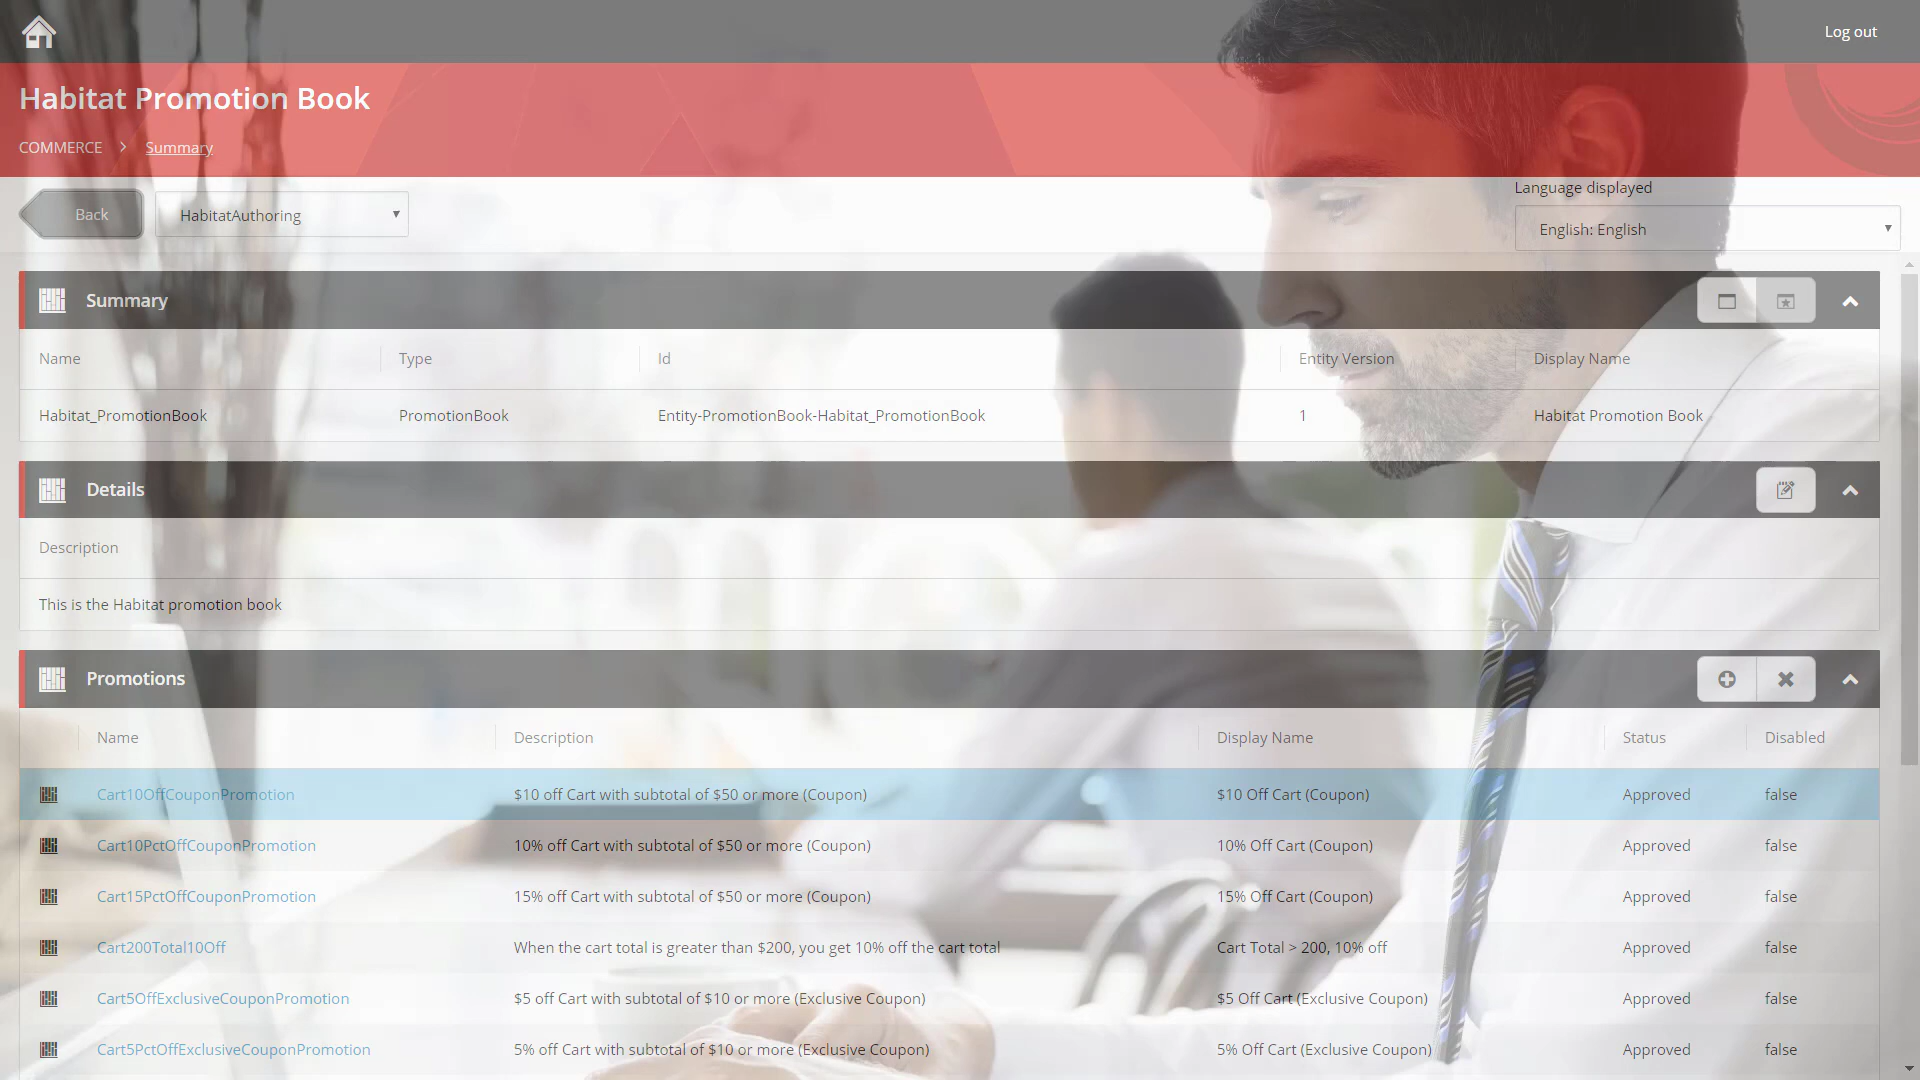 Log out
Habitat Promotion Book
COMMERCE > Summary
Back HabitatAuthoring
Language displayed
English: English
Summary
Name Type Id Entity Version Display Name
Habitat_PromotionBook PromotionBook Entity-PromotionBook-Habitat_PromotionBook 1 Habitat Promotion Book
Details
Description
This is the Habitat promotion book
Promotions
Name Description Display Name Status Disabled
Cart10OffCouponPromotion $10 off Cart with subtotal of $50 or more (Coupon) $10 Off Cart (Coupon) Approved false
Cart10PctOffCouponPromotion 10% off Cart with subtotal of $50 or more (Coupon) 10% Off Cart (Coupon) Approved false
Cart15PctOffCouponPromotion 15% off Cart with subtotal of $50 or more (Coupon) 15% Off Cart (Coupon) Approved false
Cart200Total10Off When the cart total is greater than $200, you get 10% off the cart total Cart Total > 200, 10% off Approved false
Cart5OffExclusiveCouponPromotion $5 off Cart with subtotal of $10 or more (Exclusive Coupon) $5 Off Cart (Exclusive Coupon) Approved false
Cart5PctOffExclusiveCouponPromotion 5% off Cart with subtotal of $10 or more (Exclusive Coupon) 5% Off Cart (Exclusive Coupon) Approved false